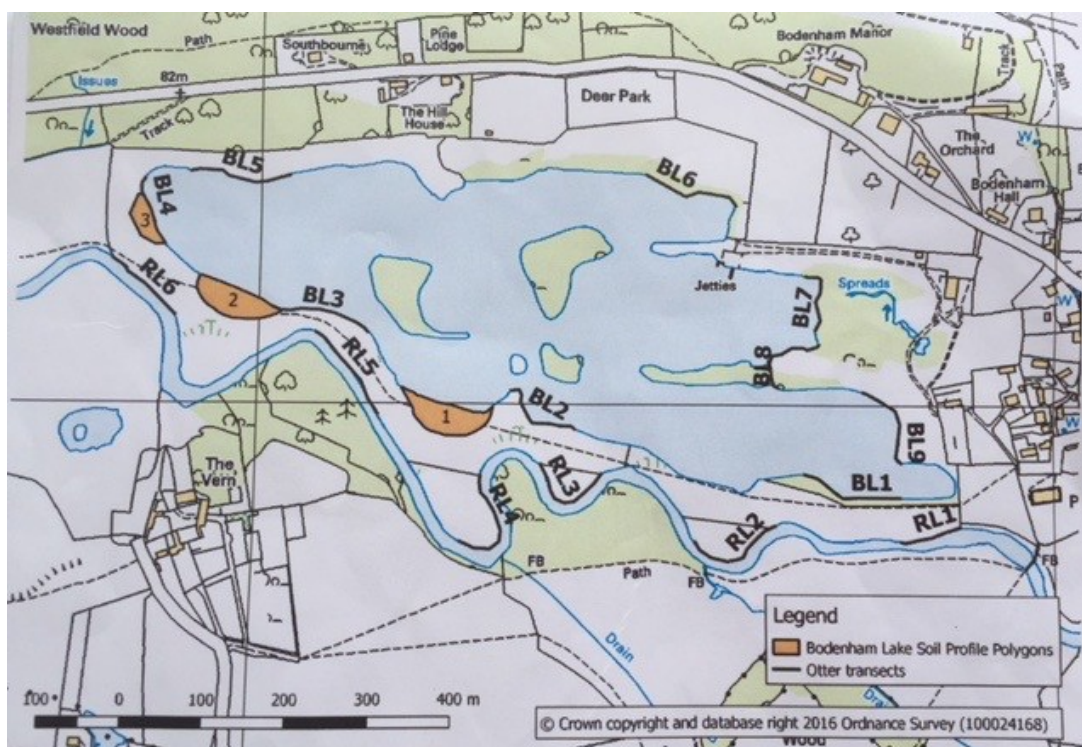 Westfield Wood
Path
Southbourne
Pine
Lodge
Bodenham Manor
Track
Path
Issues
82m
Track
The Hill
House
Deer Park
The
Orchard
W
Bodenham
Hall
BL5
BL6
BL4
3
RL6
2
BL3
Jetties
BL7
Spreads
W
RL5
BL8
1
BL2
W
BL9
The
Vern
RL3
RL4
BL1
RL2
RL1
P
FB
Path
FB
FB
Drain
Legend
Bodenham Lake Soil Profile Polygons
Otter transects
100 0 100 200 300 400 m
© Crown copyright and database right 2016 Ordnance Survey (100024168)
Wood